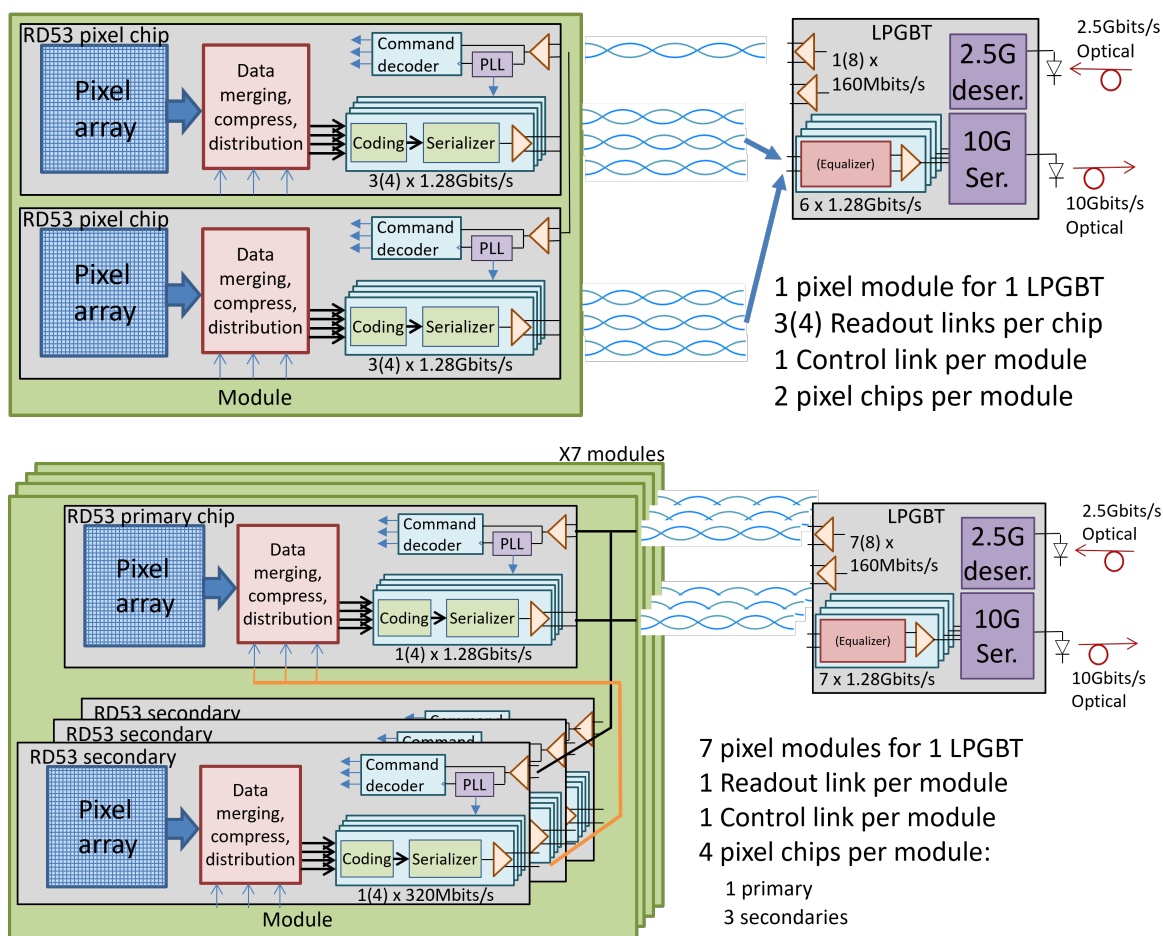 RD53 pixel chip
Pixel
array
Data
merging,
compress,
distribution
Command
decoder
PLL
Coding
Serializer
3(4) x 1.28Gbits/s
RD53 pixel chip
Pixel
array
Data
merging,
compress,
distribution
Command
decoder
PLL
Coding
Serializer
3(4) x 1.28Gbits/s
Module
LPGBT
1(8) x
160Mbits/s
2.5G
deser.
(Equalizer)
10G
Ser.
6 x 1.28Gbits/s
2.5Gbits/s
Optical
10Gbits/s
Optical
1 pixel module for 1 LPGBT
3(4) Readout links per chip
1 Control link per module
2 pixel chips per module
X7 modules
RD53 primary chip
Pixel
array
Data
merging,
compress,
distribution
Command
decoder
PLL
Coding
Serializer
1(4) x 1.28Gbits/s
RD53 secondary
Command
RD53 secondary
Command
RD53 secondary
Pixel
array
Data
merging,
compress,
distribution
Command
decoder
PLL
Coding
Serializer
1(4) x 320Mbits/s
Module
LPGBT
7(8) x
160Mbits/s
2.5G
deser.
(Equalizer)
10G
Ser.
7 x 1.28Gbits/s
2.5Gbits/s
Optical
10Gbits/s
Optical
7 pixel modules for 1 LPGBT
1 Readout link per module
1 Control link per module
4 pixel chips per module:
1 primary
3 secondaries